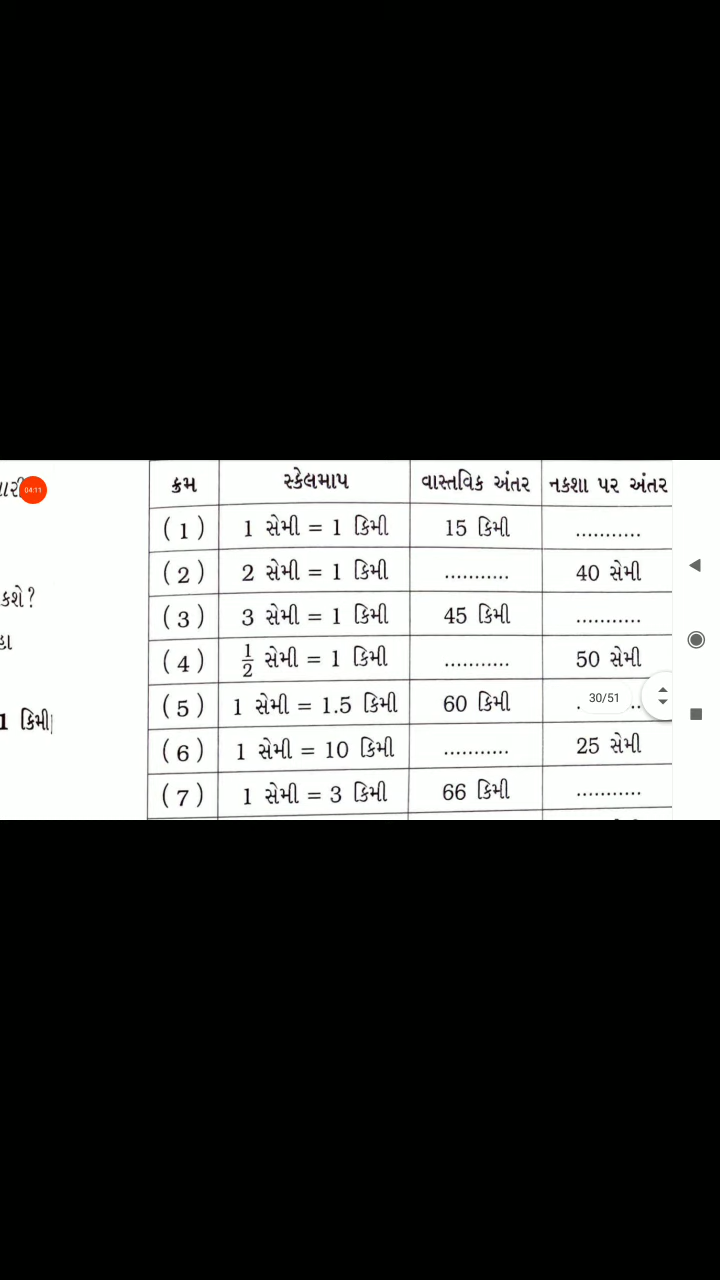 04:11
ક્રમ સ્કેલમાપ વાસ્તવિક અંતર નકશા પર અંતર
(1) 1 સેમી = 1 કિમી 15 કિમી ...........
(2) 2 સેમી = 1 કિમી ........... 40 સેમી
કશે?
(3) 3 સેમી = 1 કિમી 45 કિમી ...........
(4) 1/2 સેમી = 1 કિમી ........... 50 સેમી
(5) 1 સેમી = 1.5 કિમી 60 કિમી . 30/51 ..
1 કિમી
(6) 1 સેમી = 10 કિમી ........... 25 સેમી
(7) 1 સેમી = 3 કિમી 66 કિમી ...........